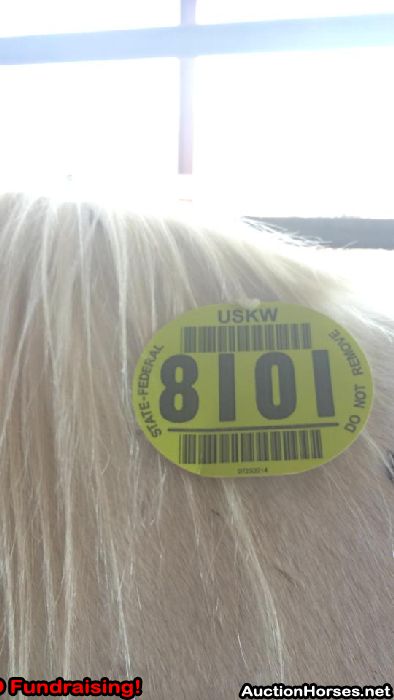 USKW
STATE-FEDERAL
8101
DO NOT REMOVE
Fundraising!
AuctionHorses.net